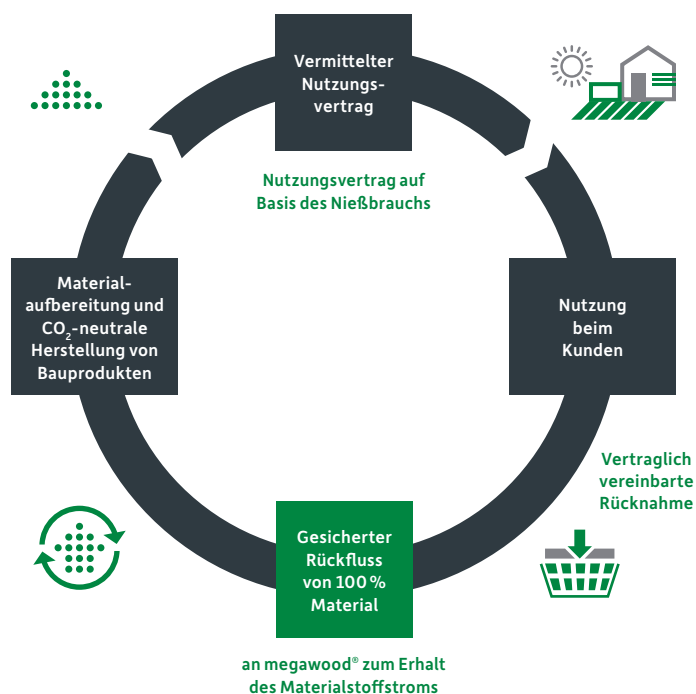 Vermittelter
Nutzungs-
vertrag
Nutzungsvertrag auf
Basis des Nießbrauchs
Material-
aufbereitung und
CO₂-neutrale
Herstellung von
Bauprodukten
Nutzung
beim
Kunden
Vertraglich
vereinbarte
Rücknahme
Gesicherter
Rückfluss
von 100 %
Material
an megawood® zum Erhalt
des Materialstoffstroms